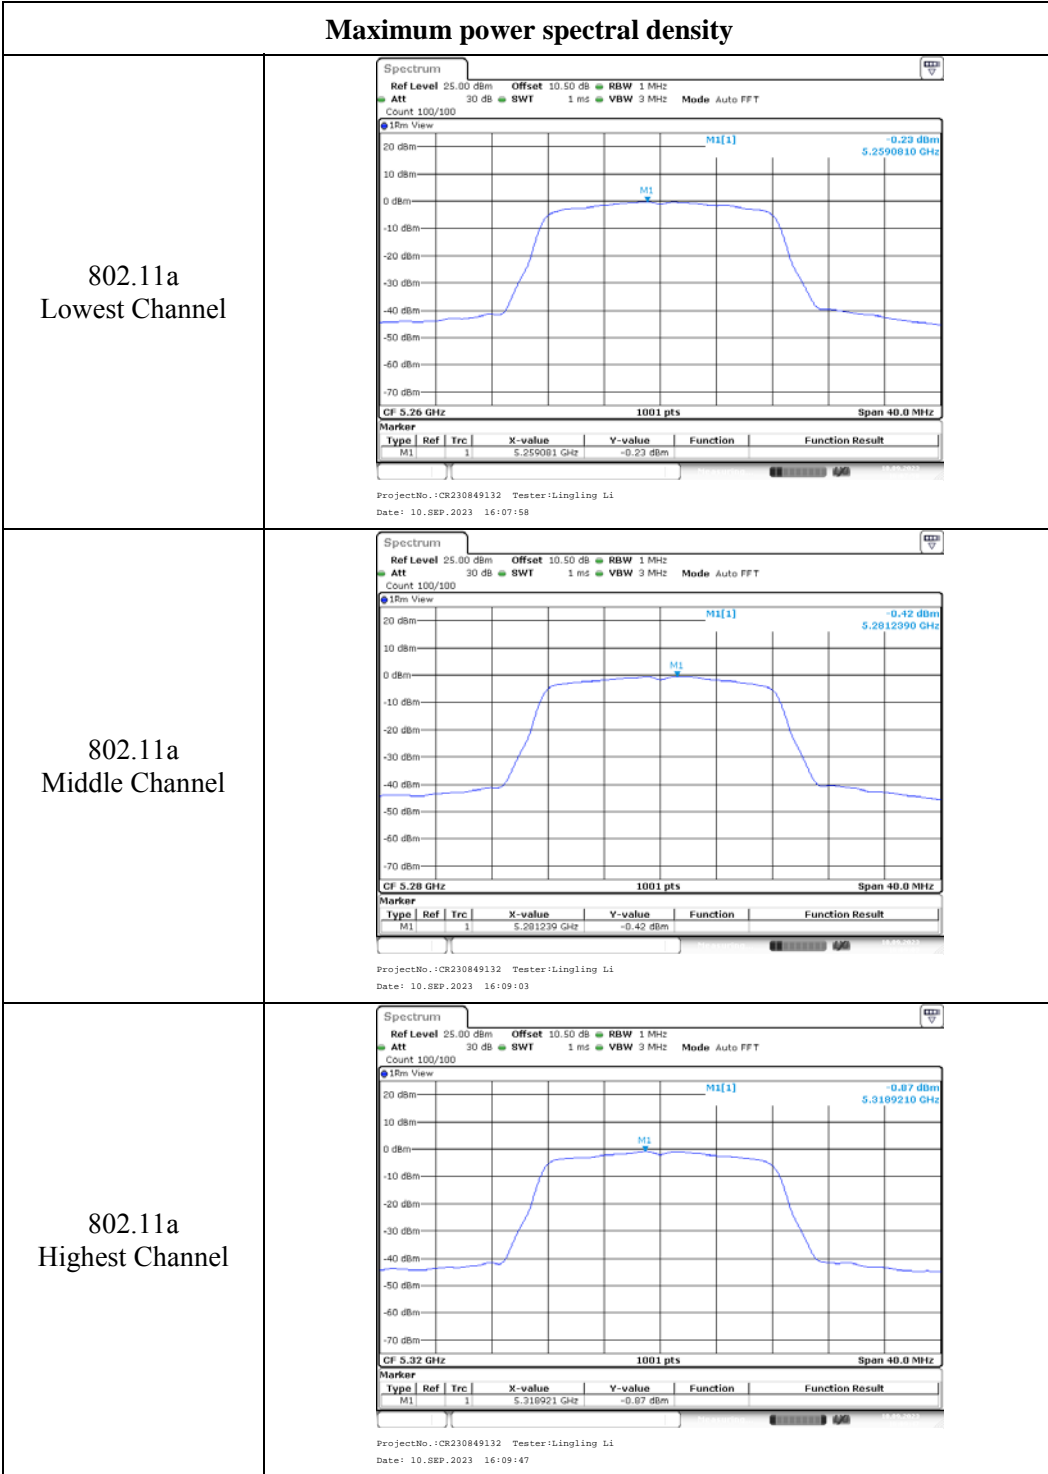 Maximum power spectral density
802.11a
Lowest Channel
Spectrum
Ref Level 25.00 dBm Offset 10.50 dB RBW 1 MHz
Att 30 dB SWT 1 ms VBW 3 MHz Mode Auto FFT
Count 100/100
1Rm View
M1[1] -0.23 dBm
5.2590810 GHz
20 dBm
10 dBm
M1
0 dBm
-10 dBm
-20 dBm
-30 dBm
-40 dBm
-50 dBm
-60 dBm
-70 dBm
CF 5.26 GHz 1001 pts Span 40.0 MHz
Marker
Type Ref Trc X-value Y-value Function Function Result
M1 1 5.259081 GHz -0.23 dBm
ProjectNo.:CR230849132 Tester:Lingling Li
Date: 10.SEP.2023 16:07:58
802.11a
Middle Channel
Spectrum
Ref Level 25.00 dBm Offset 10.50 dB RBW 1 MHz
Att 30 dB SWT 1 ms VBW 3 MHz Mode Auto FFT
Count 100/100
1Rm View
M1[1] -0.42 dBm
5.2812390 GHz
20 dBm
10 dBm
M1
0 dBm
-10 dBm
-20 dBm
-30 dBm
-40 dBm
-50 dBm
-60 dBm
-70 dBm
CF 5.28 GHz 1001 pts Span 40.0 MHz
Marker
Type Ref Trc X-value Y-value Function Function Result
M1 1 5.281239 GHz -0.42 dBm
ProjectNo.:CR230849132 Tester:Lingling Li
Date: 10.SEP.2023 16:09:03
802.11a
Highest Channel
Spectrum
Ref Level 25.00 dBm Offset 10.50 dB RBW 1 MHz
Att 30 dB SWT 1 ms VBW 3 MHz Mode Auto FFT
Count 100/100
1Rm View
M1[1] -0.87 dBm
5.3189210 GHz
20 dBm
10 dBm
M1
0 dBm
-10 dBm
-20 dBm
-30 dBm
-40 dBm
-50 dBm
-60 dBm
-70 dBm
CF 5.32 GHz 1001 pts Span 40.0 MHz
Marker
Type Ref Trc X-value Y-value Function Function Result
M1 1 5.318921 GHz -0.87 dBm
ProjectNo.:CR230849132 Tester:Lingling Li
Date: 10.SEP.2023 16:09:47